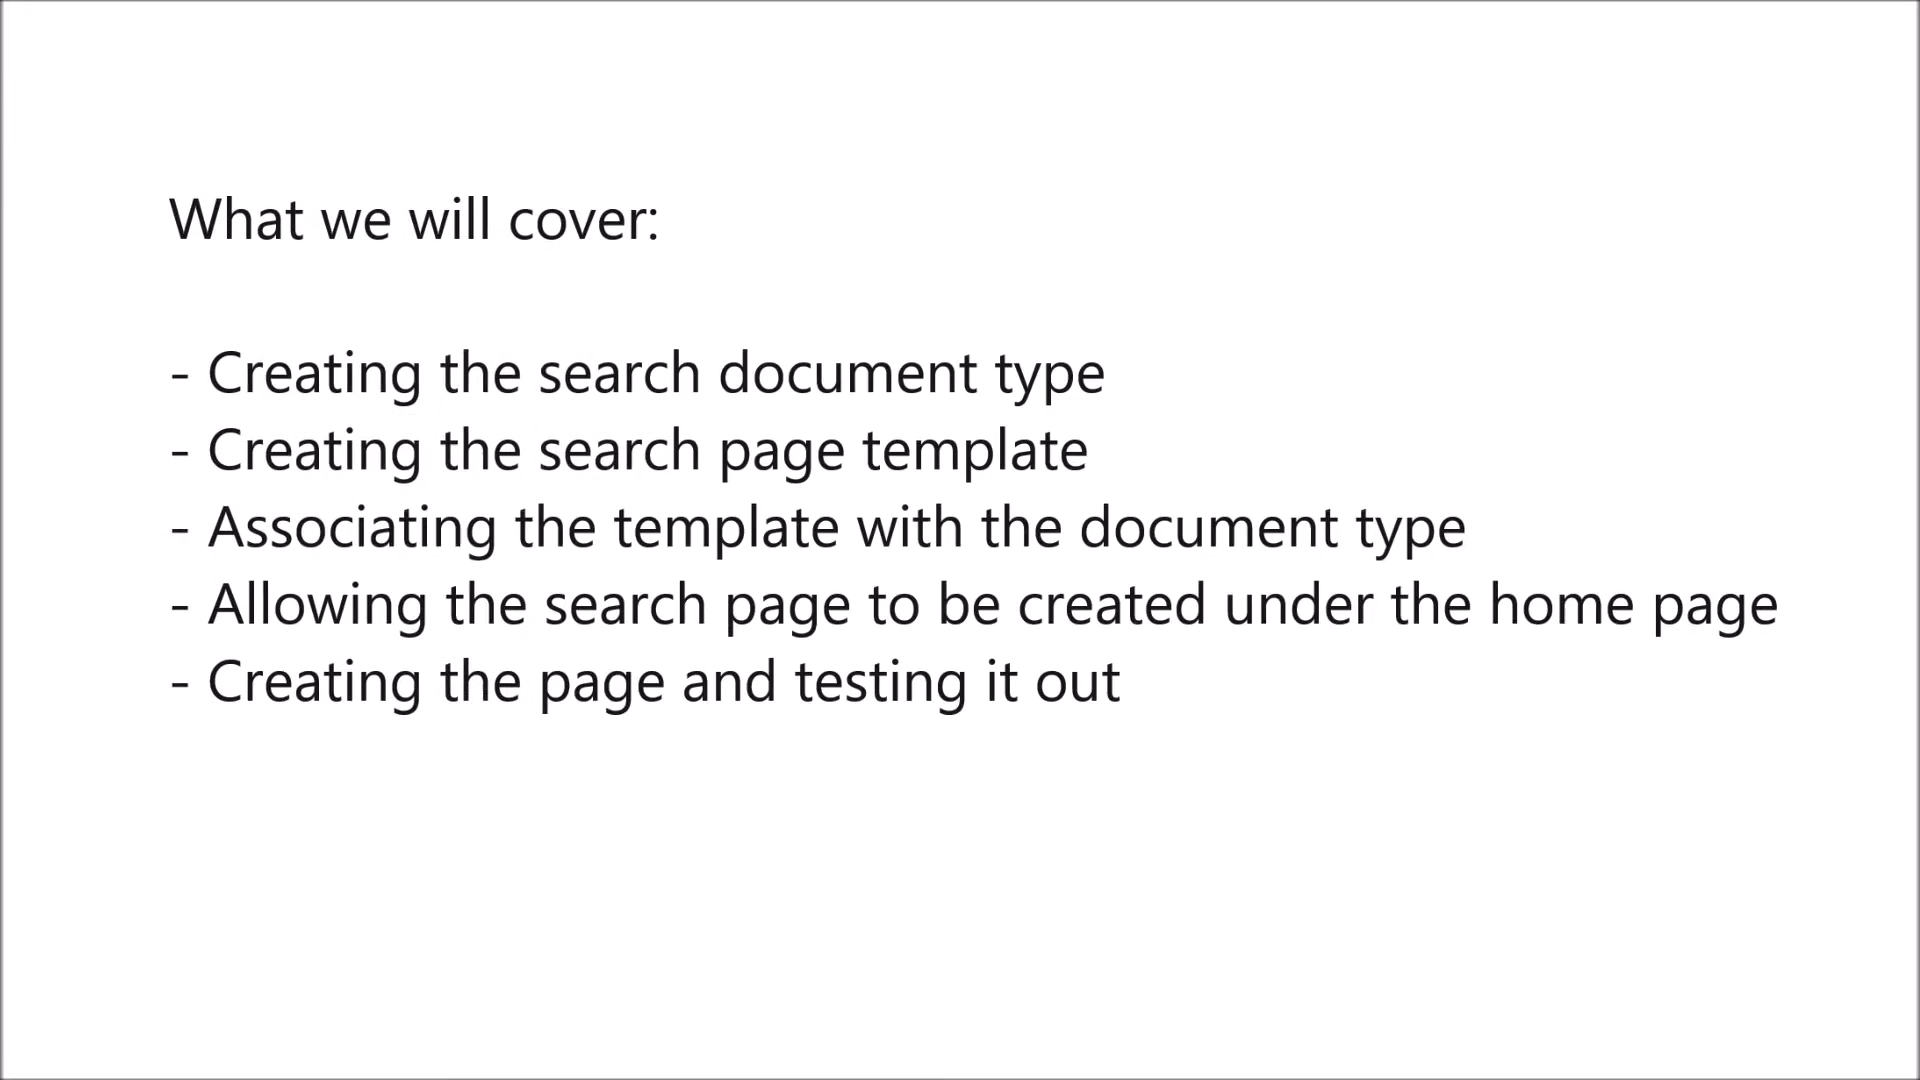 What we will cover:
- Creating the search document type
- Creating the search page template
- Associating the template with the document type
- Allowing the search page to be created under the home page
- Creating the page and testing it out